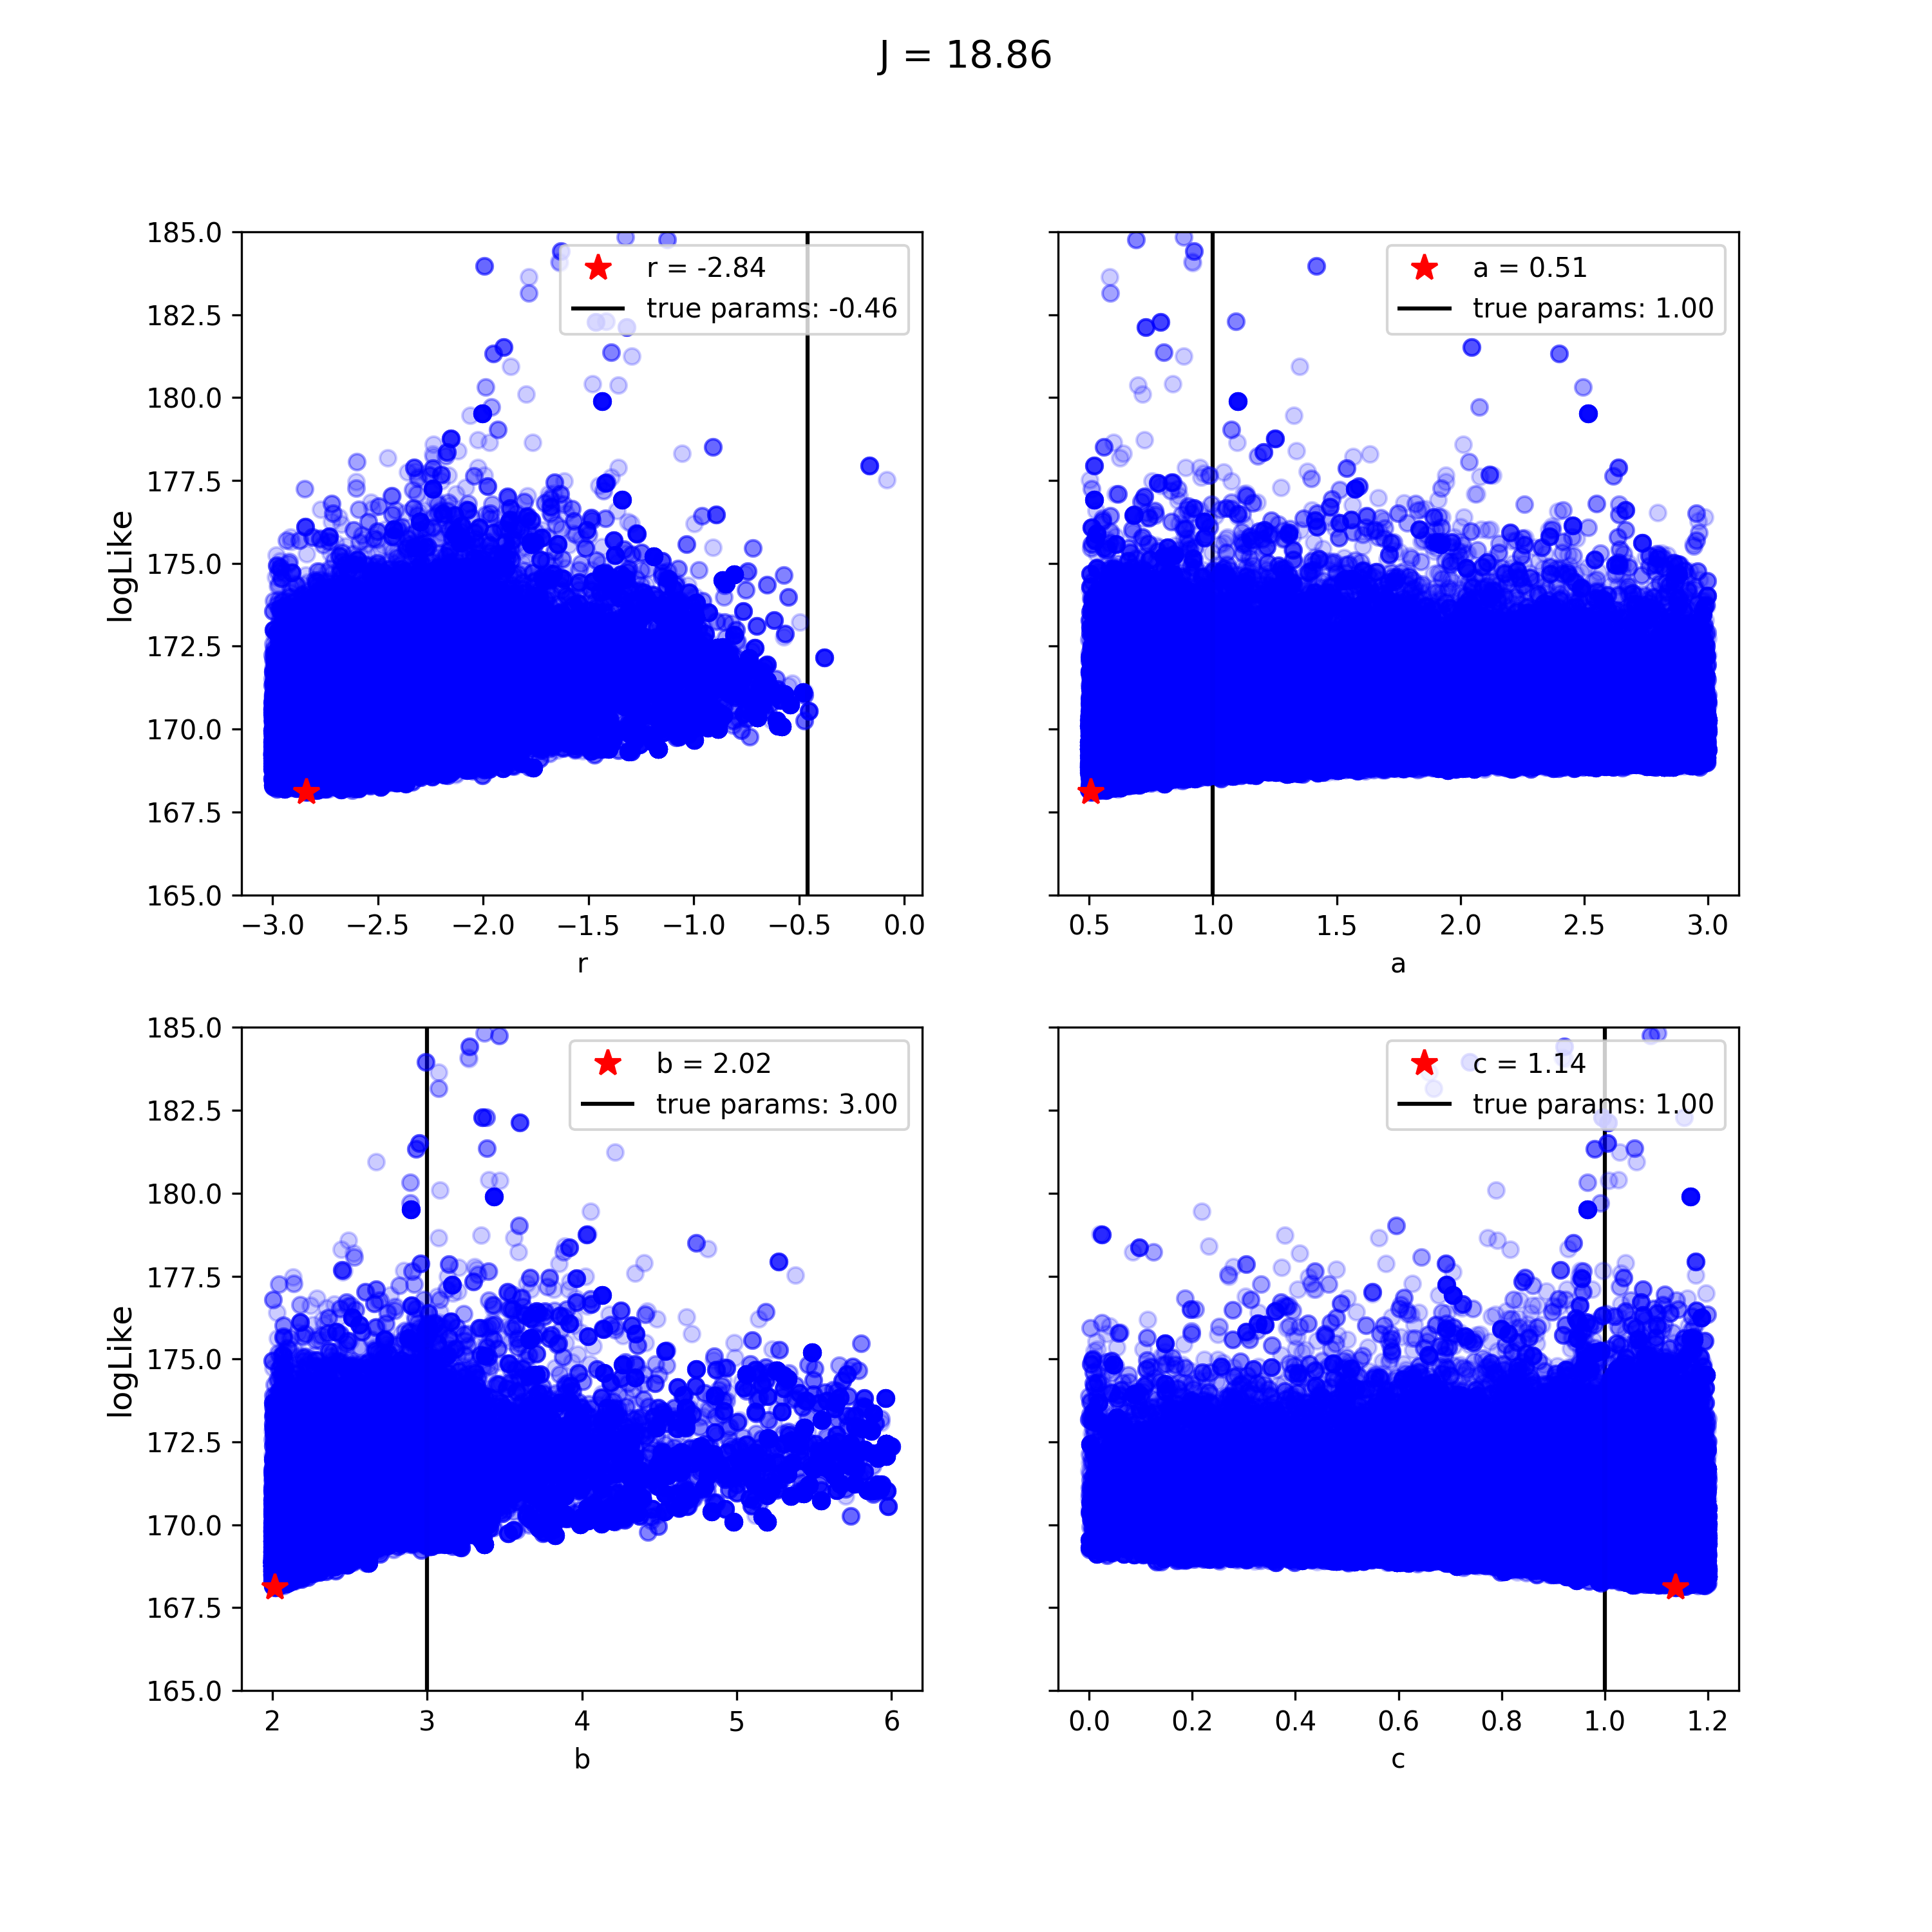 J = 18.86
185.0
182.5
180.0
177.5
175.0
172.5
170.0
167.5
165.0
logLike
r = -2.84
true params: -0.46
−3.0 −2.5 −2.0 −1.5 −1.0 −0.5 0.0
r
a = 0.51
true params: 1.00
0.5 1.0 1.5 2.0 2.5 3.0
a
185.0
182.5
180.0
177.5
175.0
172.5
170.0
167.5
165.0
logLike
b = 2.02
true params: 3.00
2 3 4 5 6
b
c = 1.14
true params: 1.00
0.0 0.2 0.4 0.6 0.8 1.0 1.2
c